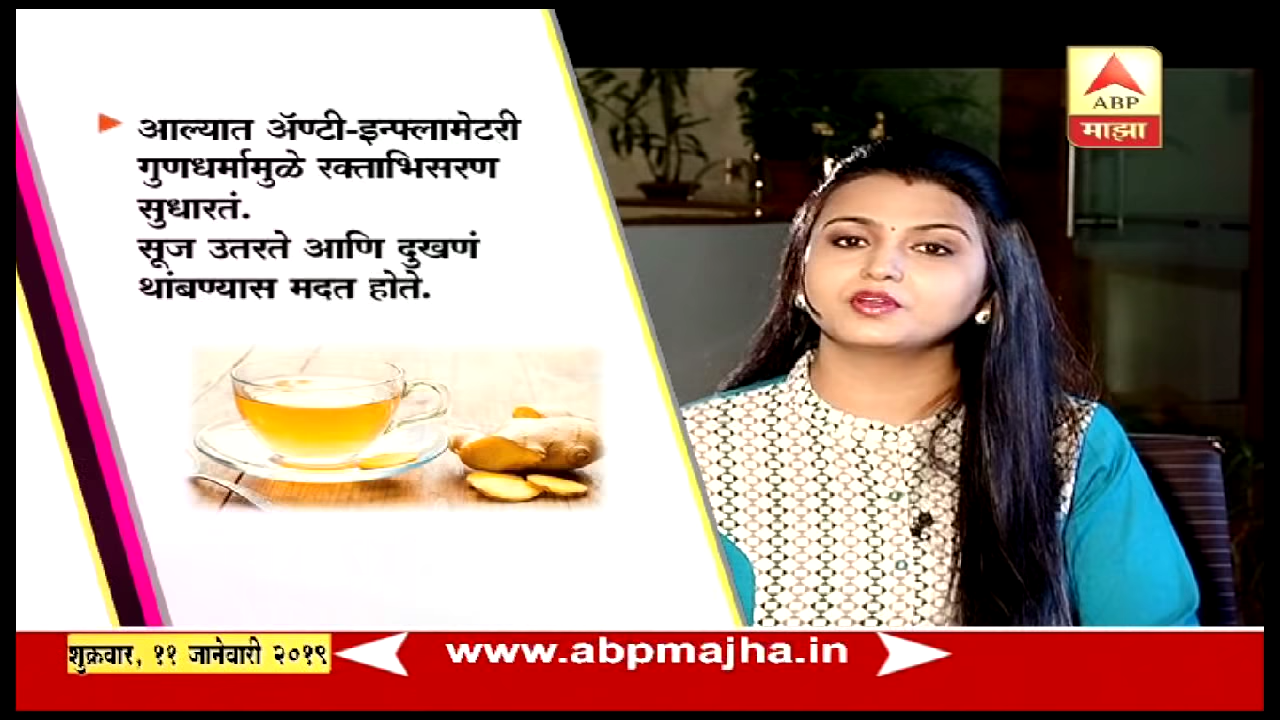 आल्यात ॲण्टी-इन्फ्लामेटरी
गुणधर्मामुळे रक्ताभिसरण
सुधारतं.
सूज उतरते आणि दुखणं
थांबण्यास मदत होते.
ABP
माझा
शुक्रवार, ११ जानेवारी २०१९
www.abpmajha.in